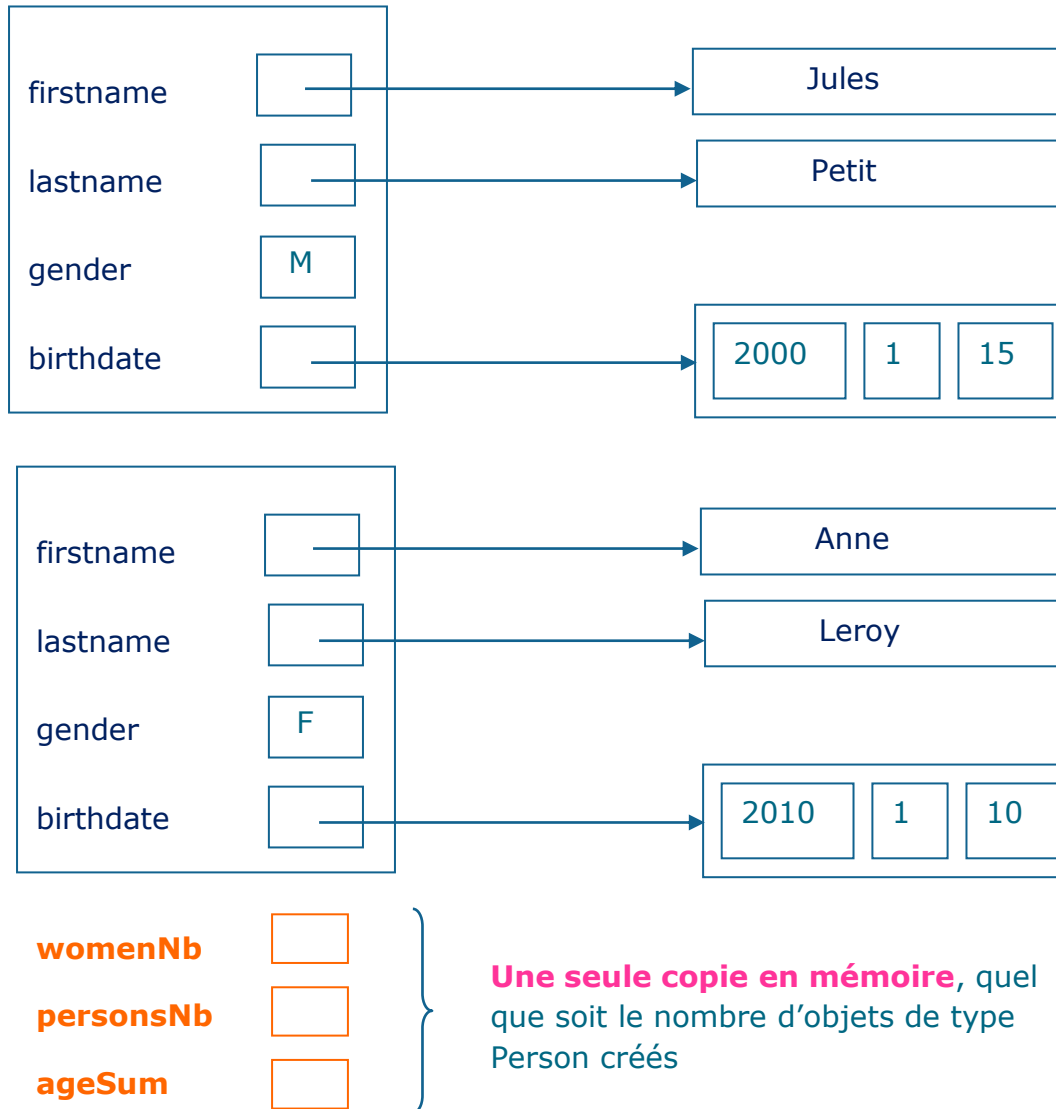 firstname Jules
lastname Petit
gender M
birthdate 2000 1 15
firstname Anne
lastname Leroy
gender F
birthdate 2010 1 10
womenNb
personsNb
ageSum
Une seule copie en mémoire, quel
que soit le nombre d’objets de type
Person créés